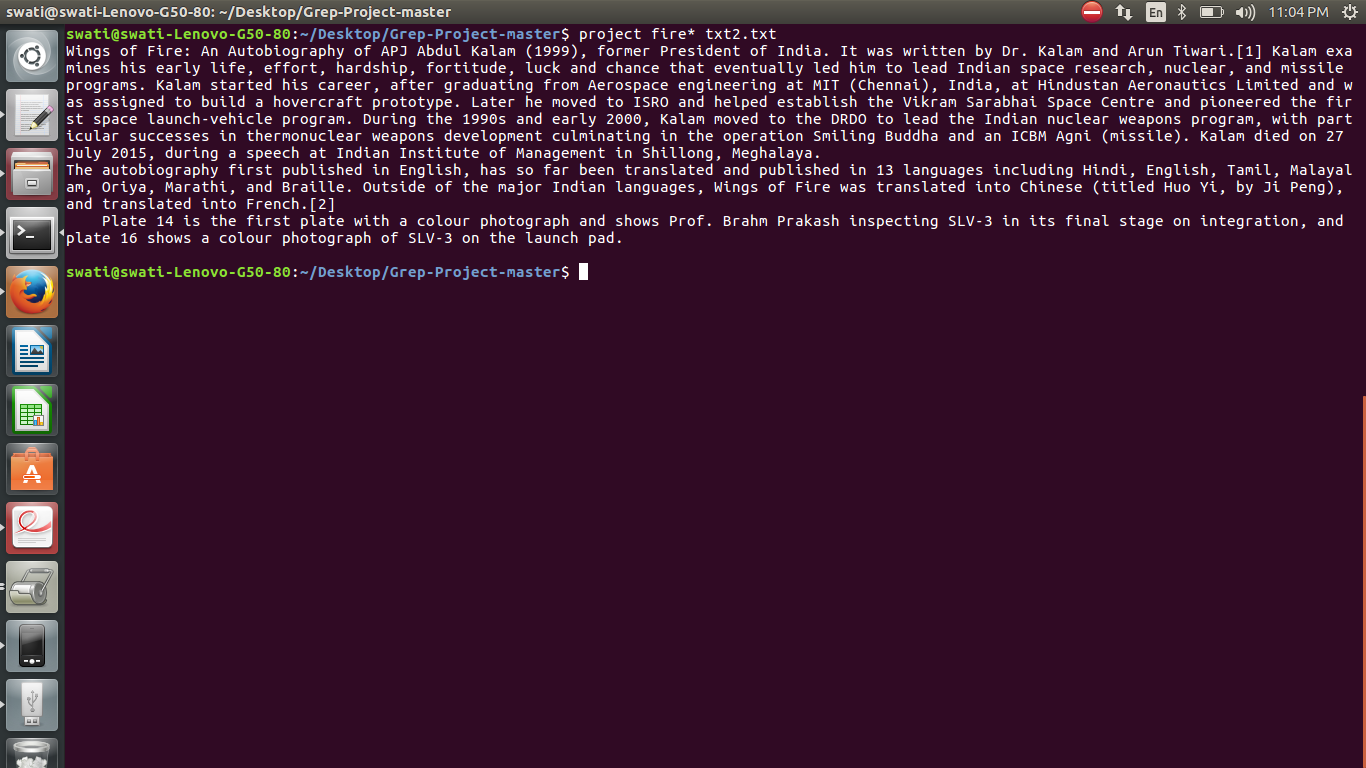 swati@swati-Lenovo-G50-80: ~/Desktop/Grep-Project-master
En
11:04 PM
swati@swati-Lenovo-G50-80:~/Desktop/Grep-Project-master$ project fire* txt2.txt
Wings of Fire: An Autobiography of APJ Abdul Kalam (1999), former President of India. It was written by Dr. Kalam and Arun Tiwari.[1] Kalam exa
mines his early life, effort, hardship, fortitude, luck and chance that eventually led him to lead Indian space research, nuclear, and missile
programs. Kalam started his career, after graduating from Aerospace engineering at MIT (Chennai), India, at Hindustan Aeronautics Limited and w
as assigned to build a hovercraft prototype. Later he moved to ISRO and helped establish the Vikram Sarabhai Space Centre and pioneered the fir
st space launch-vehicle program. During the 1990s and early 2000, Kalam moved to the DRDO to lead the Indian nuclear weapons program, with part
icular successes in thermonuclear weapons development culminating in the operation Smiling Buddha and an ICBM Agni (missile). Kalam died on 27
July 2015, during a speech at Indian Institute of Management in Shillong, Meghalaya.
The autobiography first published in English, has so far been translated and published in 13 languages including Hindi, English, Tamil, Malayal
am, Oriya, Marathi, and Braille. Outside of the major Indian languages, Wings of Fire was translated into Chinese (titled Huo Yi, by Ji Peng),
and translated into French.[2]
    Plate 14 is the first plate with a colour photograph and shows Prof. Brahm Prakash inspecting SLV-3 in its final stage on integration, and
plate 16 shows a colour photograph of SLV-3 on the launch pad.
swati@swati-Lenovo-G50-80:~/Desktop/Grep-Project-master$